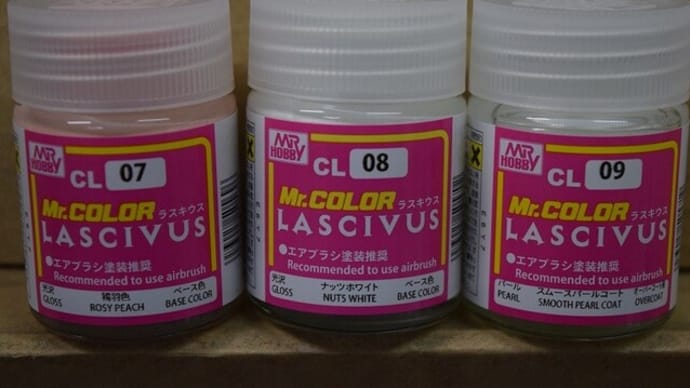 MR HOBBY
CL 07
Mr.COLOR ラスキウス
LASCIVUS
●エアブラシ塗装推奨
Recommended to use airbrush
光沢 GLOSS
ROSY PEACH
ベース色 BASE COLOR
MR HOBBY
CL 08
Mr.COLOR ラスキウス
LASCIVUS
●エアブラシ塗装推奨
Recommended to use airbrush
光沢 GLOSS
ナッツホワイト NUTS WHITE
ベース色 BASE COLOR
MR HOBBY
CL 09
Mr.COLOR ラスキウス
LASCIVUS
●エアブラシ塗装推奨
Recommended to use airbrush
パール PEARL
スムースパールコート SMOOTH PEARL COAT
オーバーコート用 OVERCOAT